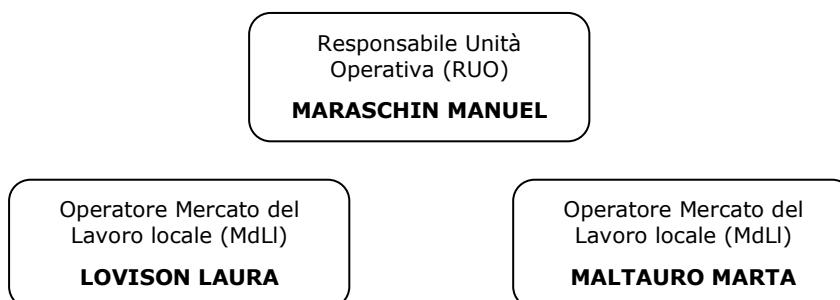 Responsabile Unità
Operativa (RUO)
MARASCHIN MANUEL
Operatore Mercato del
Lavoro locale (MdLl)
LOVISON LAURA
Operatore Mercato del
Lavoro locale (MdLl)
MALTAURO MARTA